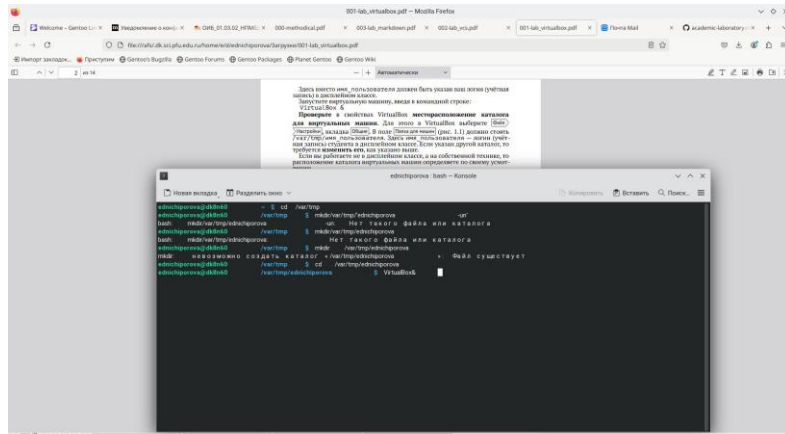 001-lab_virtualbox.pdf — Mozilla Firefox
Welcome – Gentoo Li
Уведомление о конф
ОИБ_01.03.02_НПМ
000-methodical.pdf
003-lab_markdown.pdf
002-lab_vcs.pdf
001-lab_virtualbox.pdf
Почта Mail
academic-laboratory-r
file:///afs/.dk.sci.pfu.edu.ru/home/e/d/ednichiporova/Загрузки/001-lab_virtualbox.pdf
Импорт закладок...
Приступим
Gentoo's Bugzilla
Gentoo Forums
Gentoo Packages
Planet Gentoo
Gentoo Wiki
2 из 14
— + Автоматически
Здесь вместо имя_пользователя должен быть указан ваш логин (учётная
запись) в дисплейном классе.
Запустите виртуальную машину, введя в командной строке:
VirtualBox &
Проверьте в свойствах VirtualBox месторасположение каталога
для виртуальных машин. Для этого в VirtualBox выберете Файл
Настройки, вкладка Общие. В поле Папка для машин (рис. 1.1) должно стоять
/var/tmp/имя_пользователя. Здесь имя_пользователя — логин (учёт-
ная запись) студента в дисплейном классе. Если указан другой каталог, то
требуется изменить его, как указано выше.
Если вы работаете не в дисплейном классе, а на собственной технике, то
расположение каталога виртуальных машин определяете по своему усмот-
ednichiporova : bash — Konsole
Новая вкладка
Разделить окно
Копировать
Вставить
Поиск...
ednichiporova@dk8n60 ~ $ cd /var/tmp
ednichiporova@dk8n60 /var/tmp $ mkdir/var/tmp/'ednichiporova -un'
bash: mkdir/var/tmp/ednichiporova -un: Нет такого файла или каталога
ednichiporova@dk8n60 /var/tmp $ mkdir/var/tmp/ednichiporova
bash: mkdir/var/tmp/ednichiporova: Нет такого файла или каталога
ednichiporova@dk8n60 /var/tmp $ mkdir /var/tmp/ednichiporova
mkdir: невозможно создать каталог «/var/tmp/ednichiporova»: Файл существует
ednichiporova@dk8n60 /var/tmp $ cd /var/tmp/ednichiporova
ednichiporova@dk8n60 /var/tmp/ednichiporova $ VirtualBox&